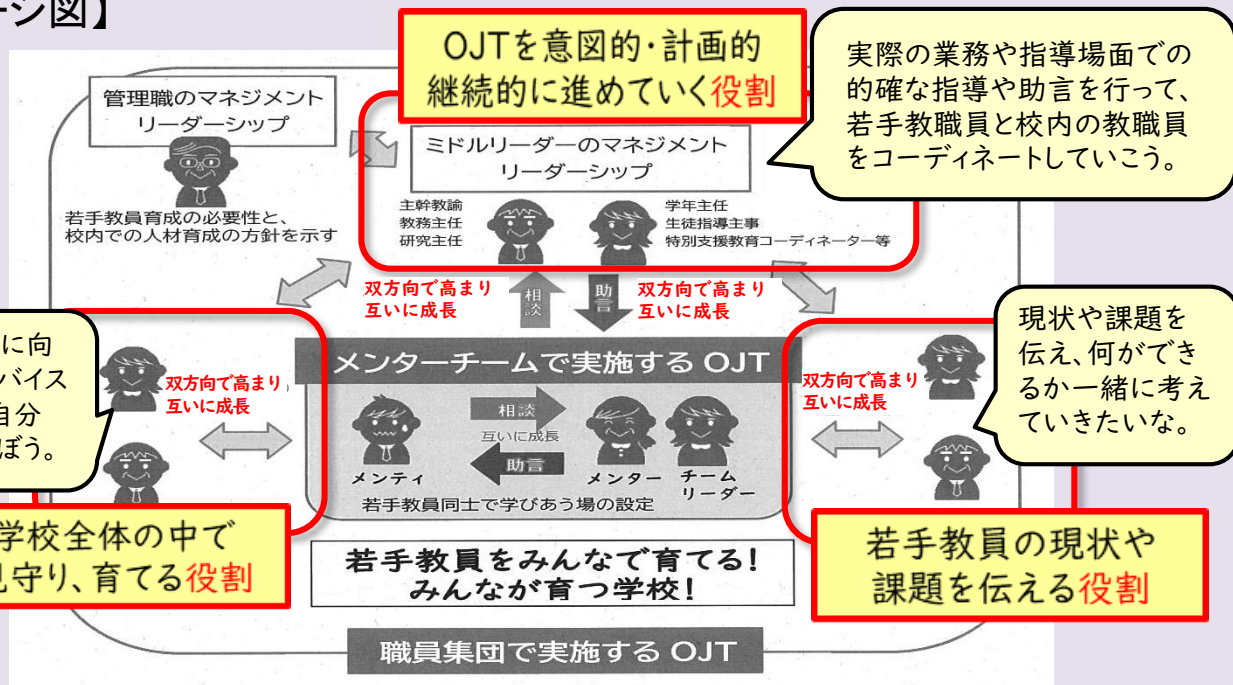 ージ図】
OJTを意図的・計画的
継続的に進めていく役割
実際の業務や指導場面での
的確な指導や助言を行って、
若手教職員と校内の教職員
をコーディネートしていこう。
管理職のマネジメント
リーダーシップ
ミドルリーダーのマネジメント
リーダーシップ
若手教員育成の必要性と、
校内での人材育成の方針を示す
主幹教諭
教務主任
研究主任
学年主任
生徒指導主事
特別支援教育コーディネーター等
双方向で高まり
互いに成長
相談
助言
双方向で高まり
互いに成長
に向
バイス
自分
ぼう。
双方向で高まり
互いに成長
メンターチームで実施する OJT
相談
互いに成長
助言
メンティ
メンター
チーム
リーダー
若手教員同士で学びあう場の設定
双方向で高まり
互いに成長
現状や課題を
伝え、何ができ
るか一緒に考え
ていきたいな。
学校全体の中で
見守り、育てる役割
若手教員をみんなで育てる!
みんなが育つ学校!
若手教員の現状や
課題を伝える役割
職員集団で実施する OJT